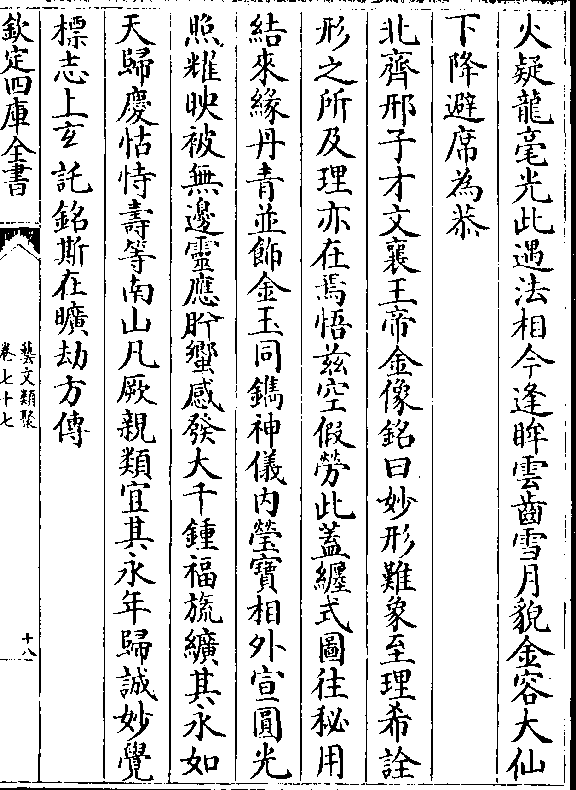 火疑龍毫光此遇法相今逢眸雲齒雪月貌金容大仙
下降避席為恭
北齊邢子才文襄王帝金像銘曰妙形難象至理希詮
形之所及理亦在焉悟茲空假勞此蓋纒式圖往秘用
結來緣丹青並飾金玉同鐫神儀内瑩寶相外宣圓光
照耀映被無邊靈應肸蠁感發大千鍾福旒纊其永如
天歸慶怙恃壽等南山凡厥親類宜其永年歸誠妙覺
標志上玄託銘斯在曠劫方傳
欽定四庫全書
藝文類聚
卷七十七
十八